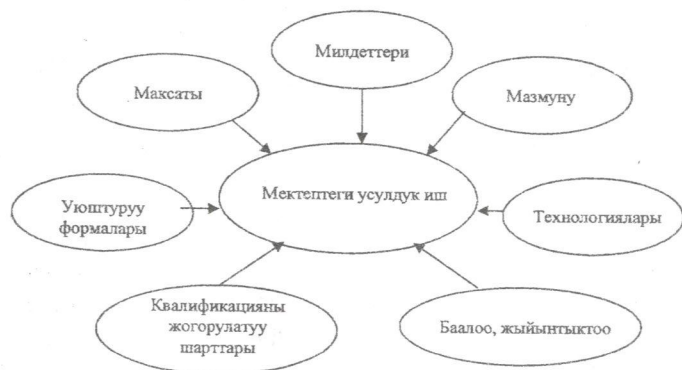 Милдеттери
Максаты
Мазмуну
Мектептеги усулдук иш
Уюштуруу
формалары
Технологиялары
Квалификацияны
жогорулатуу
шарттары
Баалоо, жыйынтыктоо